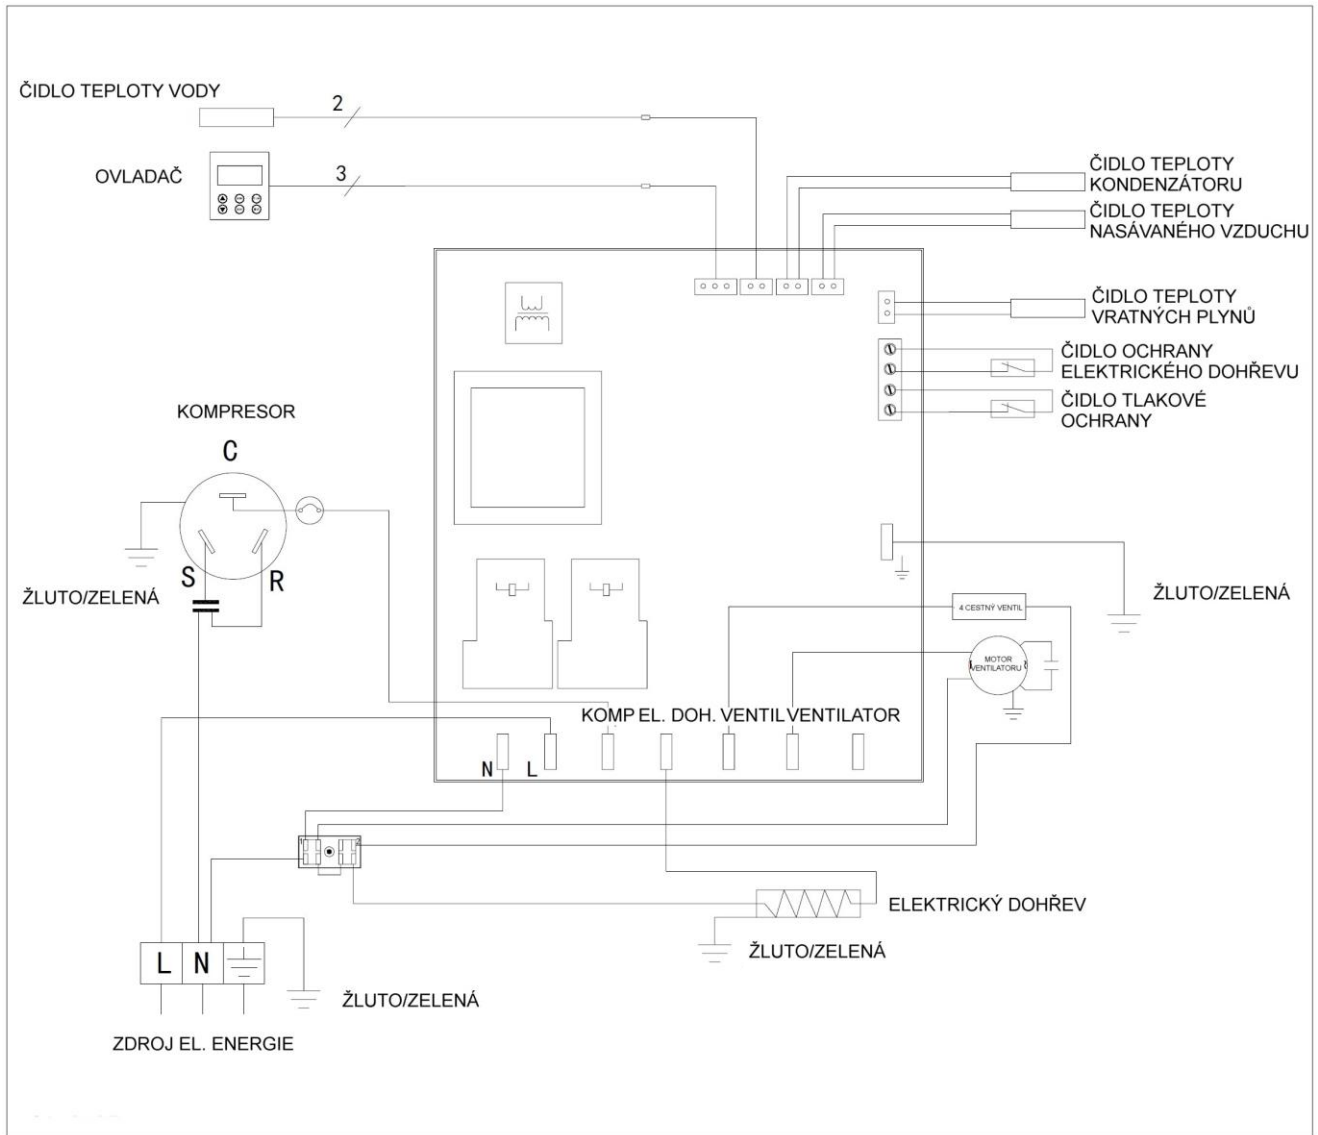 ČIDLO TEPLOTY VODY
2
OVLADAČ
3
ČIDLO TEPLOTY
KONDENZÁTORU
ČIDLO TEPLOTY
NASÁVANÉHO VZDUCHU
ČIDLO TEPLOTY
VRATNÝCH PLYNŮ
ČIDLO OCHRANY
ELEKTRICKÉHO DOHŘEVU
ČIDLO TLAKOVÉ
OCHRANY
KOMPRESOR
C
S
R
ŽLUTO/ZELENÁ
ŽLUTO/ZELENÁ
4 CESTNÝ VENTIL
MOTOR
VENTILATORU
KOMP EL. DOH. VENTIL VENTILATOR
N
L
ELEKTRICKÝ DOHŘEV
ŽLUTO/ZELENÁ
L
N
ŽLUTO/ZELENÁ
ZDROJ EL. ENERGIE